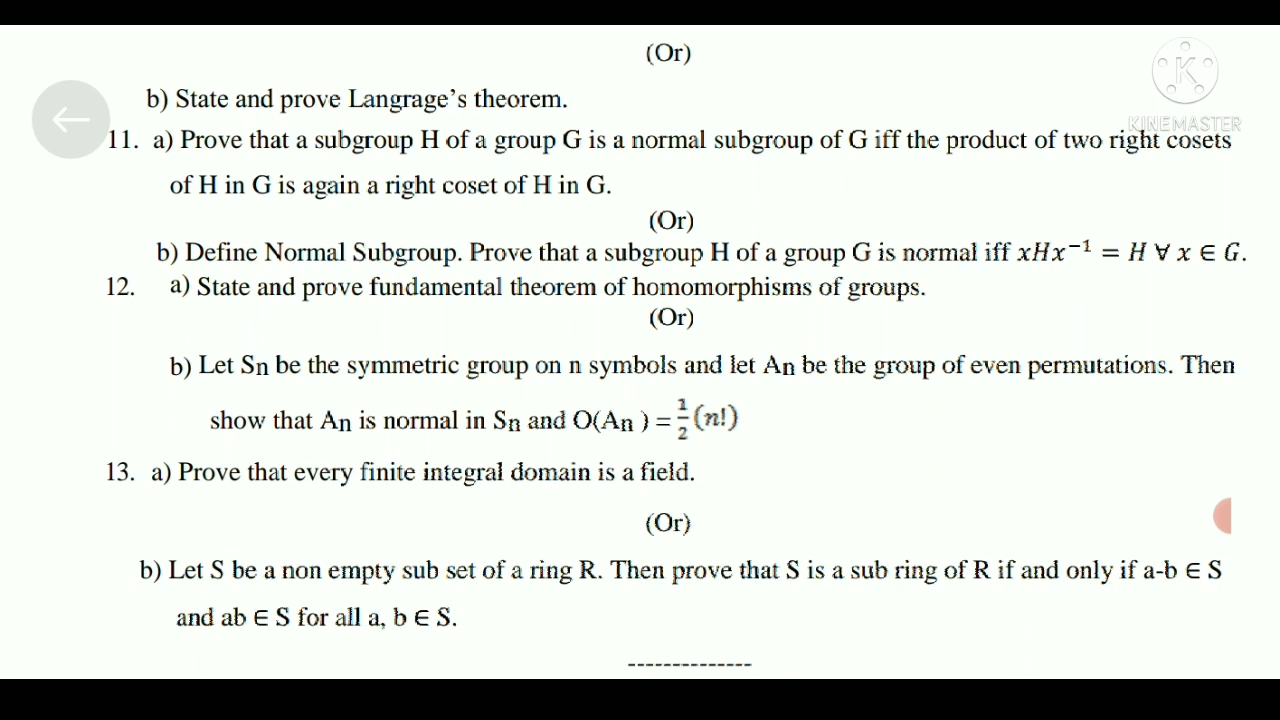 (Or)
b) State and prove Langrage’s theorem.
KINEMASTER
11. a) Prove that a subgroup H of a group G is a normal subgroup of G iff the product of two right cosets
of H in G is again a right coset of H in G.
(Or)
b) Define Normal Subgroup. Prove that a subgroup H of a group G is normal iff xHx⁻¹ = H ∀ x ∈ G.
12. a) State and prove fundamental theorem of homomorphisms of groups.
(Or)
b) Let Sn be the symmetric group on n symbols and let An be the group of even permutations. Then
show that An is normal in Sn and O(An ) = ½(n!)
13. a) Prove that every finite integral domain is a field.
(Or)
b) Let S be a non empty sub set of a ring R. Then prove that S is a sub ring of R if and only if a-b ∈ S
and ab ∈ S for all a, b ∈ S.
--------------